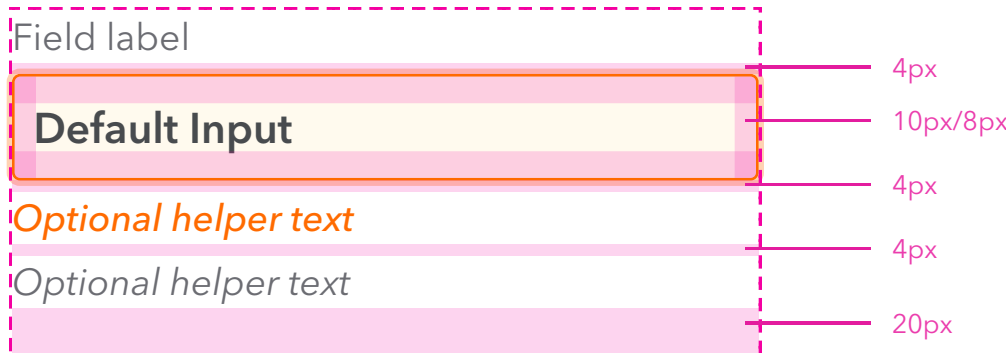 Field label
4px
Default Input
10px/8px
4px
Optional helper text
4px
Optional helper text
20px